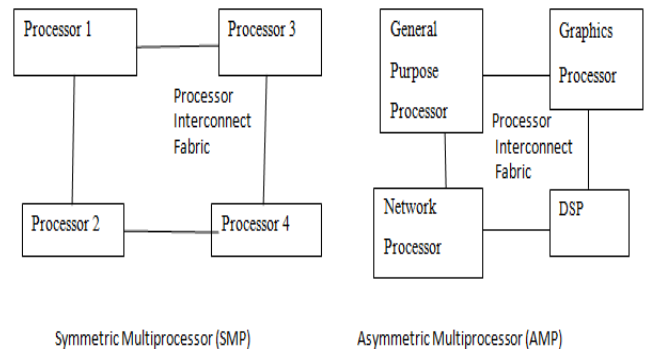 Processor 1
Processor 3
Processor
Interconnect
Fabric
Processor 2
Processor 4
Symmetric Multiprocessor (SMP)
General
Purpose
Processor
Graphics
Processor
Processor
Interconnect
Fabric
Network
Processor
DSP
Asymmetric Multiprocessor (AMP)